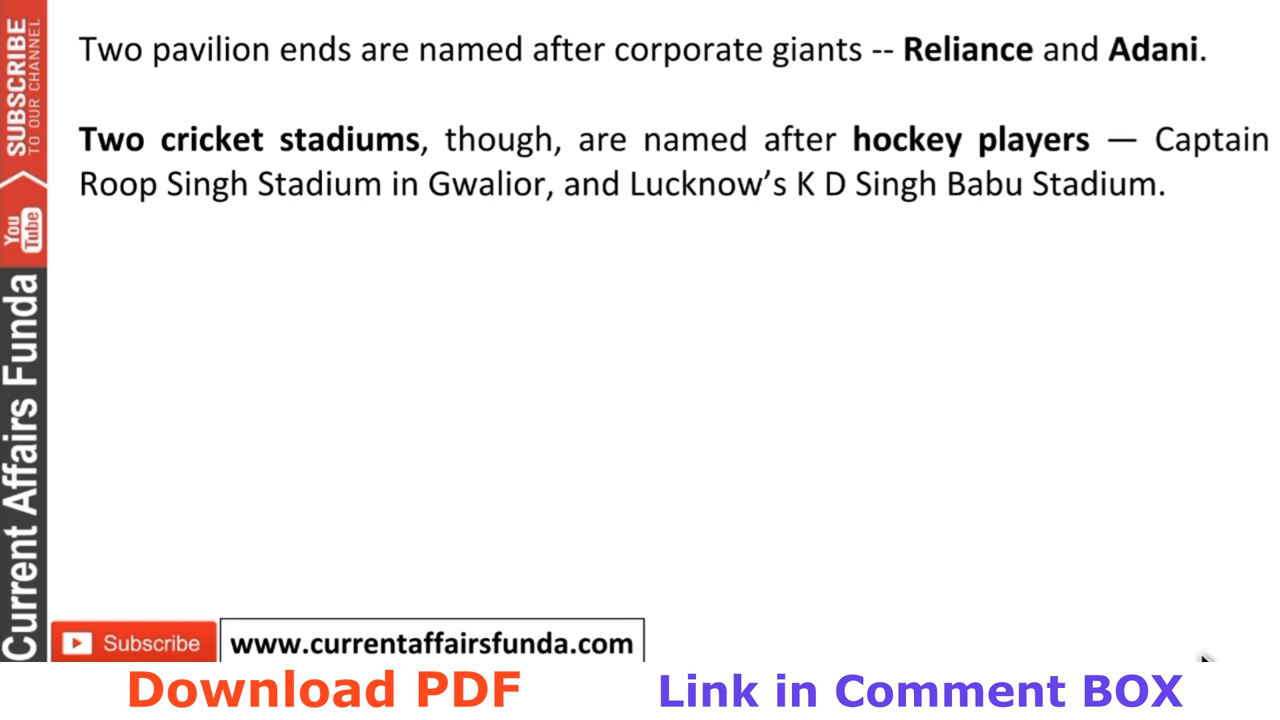 Two pavilion ends are named after corporate giants -- Reliance and Adani.
Two cricket stadiums, though, are named after hockey players — Captain
Roop Singh Stadium in Gwalior, and Lucknow’s K D Singh Babu Stadium.
SUBSCRIBE
TO OUR CHANNEL
You
Tube
Current Affairs Funda
Subscribe
www.currentaffairsfunda.com
Download PDF
Link in Comment BOX